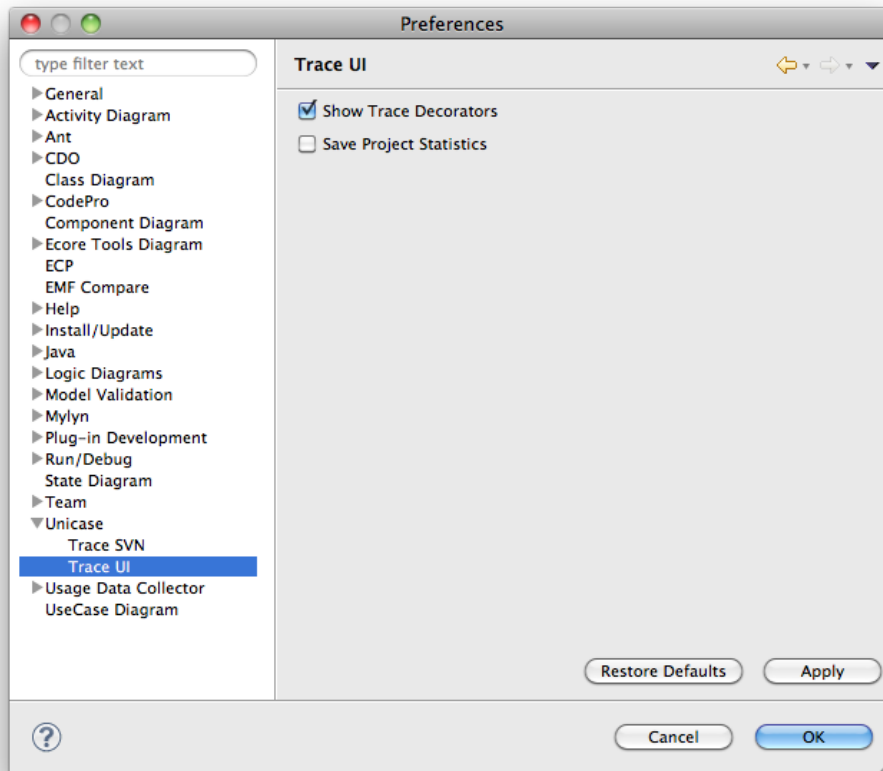 Preferences
type filter text
General
Activity Diagram
Ant
CDO
Class Diagram
CodePro
Component Diagram
Ecore Tools Diagram
ECP
EMF Compare
Help
Install/Update
Java
Logic Diagrams
Model Validation
Mylyn
Plug-in Development
Run/Debug
State Diagram
Team
Unicase
Trace SVN
Trace UI
Usage Data Collector
UseCase Diagram
Trace UI
Show Trace Decorators
Save Project Statistics
Restore Defaults
Apply
?
Cancel
OK